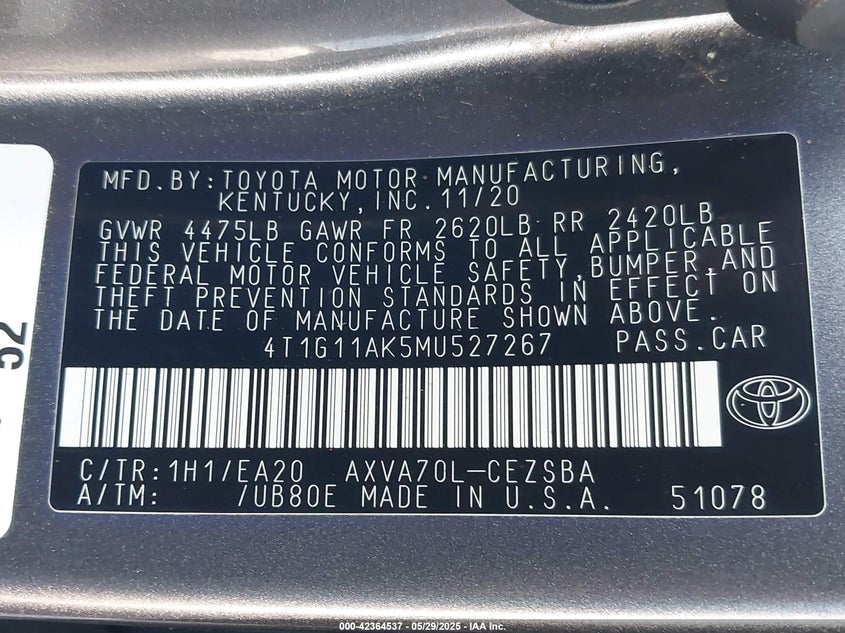 MFD.BY:TOYOTA MOTOR MANUFACTURING,
KENTUCKY,INC.11/20
GVWR 4475LB GAWR FR 2620LB RR 2420LB
THIS VEHICLE CONFORMS TO ALL APPLICABLE
FEDERAL MOTOR VEHICLE SAFETY,BUMPER,AND
THEFT PREVENTION STANDARDS IN EFFECT ON
THE DATE OF MANUFACTURE SHOWN ABOVE.
4T1G11AK5MU527267 PASS.CAR
C/TR:1H1/EA20 AXVA70L-CEZSBA
A/TM: /UB80E MADE IN U.S.A. 51078
52
000-42364537 - 05/29/2025 - IAA Inc.